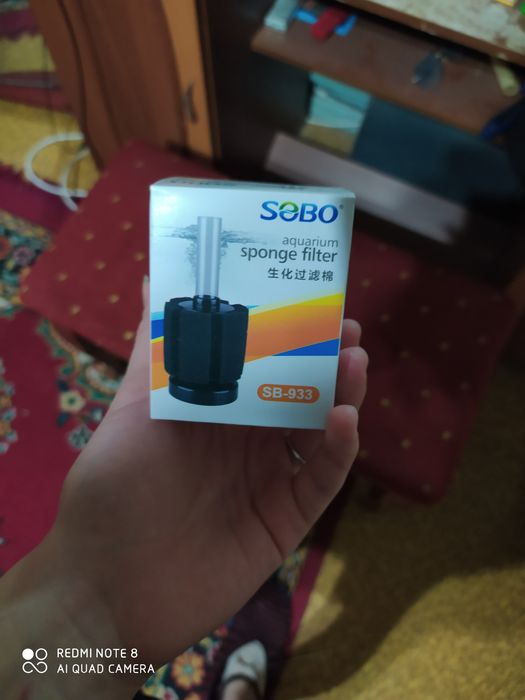 SOBO®
aquarium
sponge filter
生化过滤棉
SB-933
REDMI NOTE 8
AI QUAD CAMERA